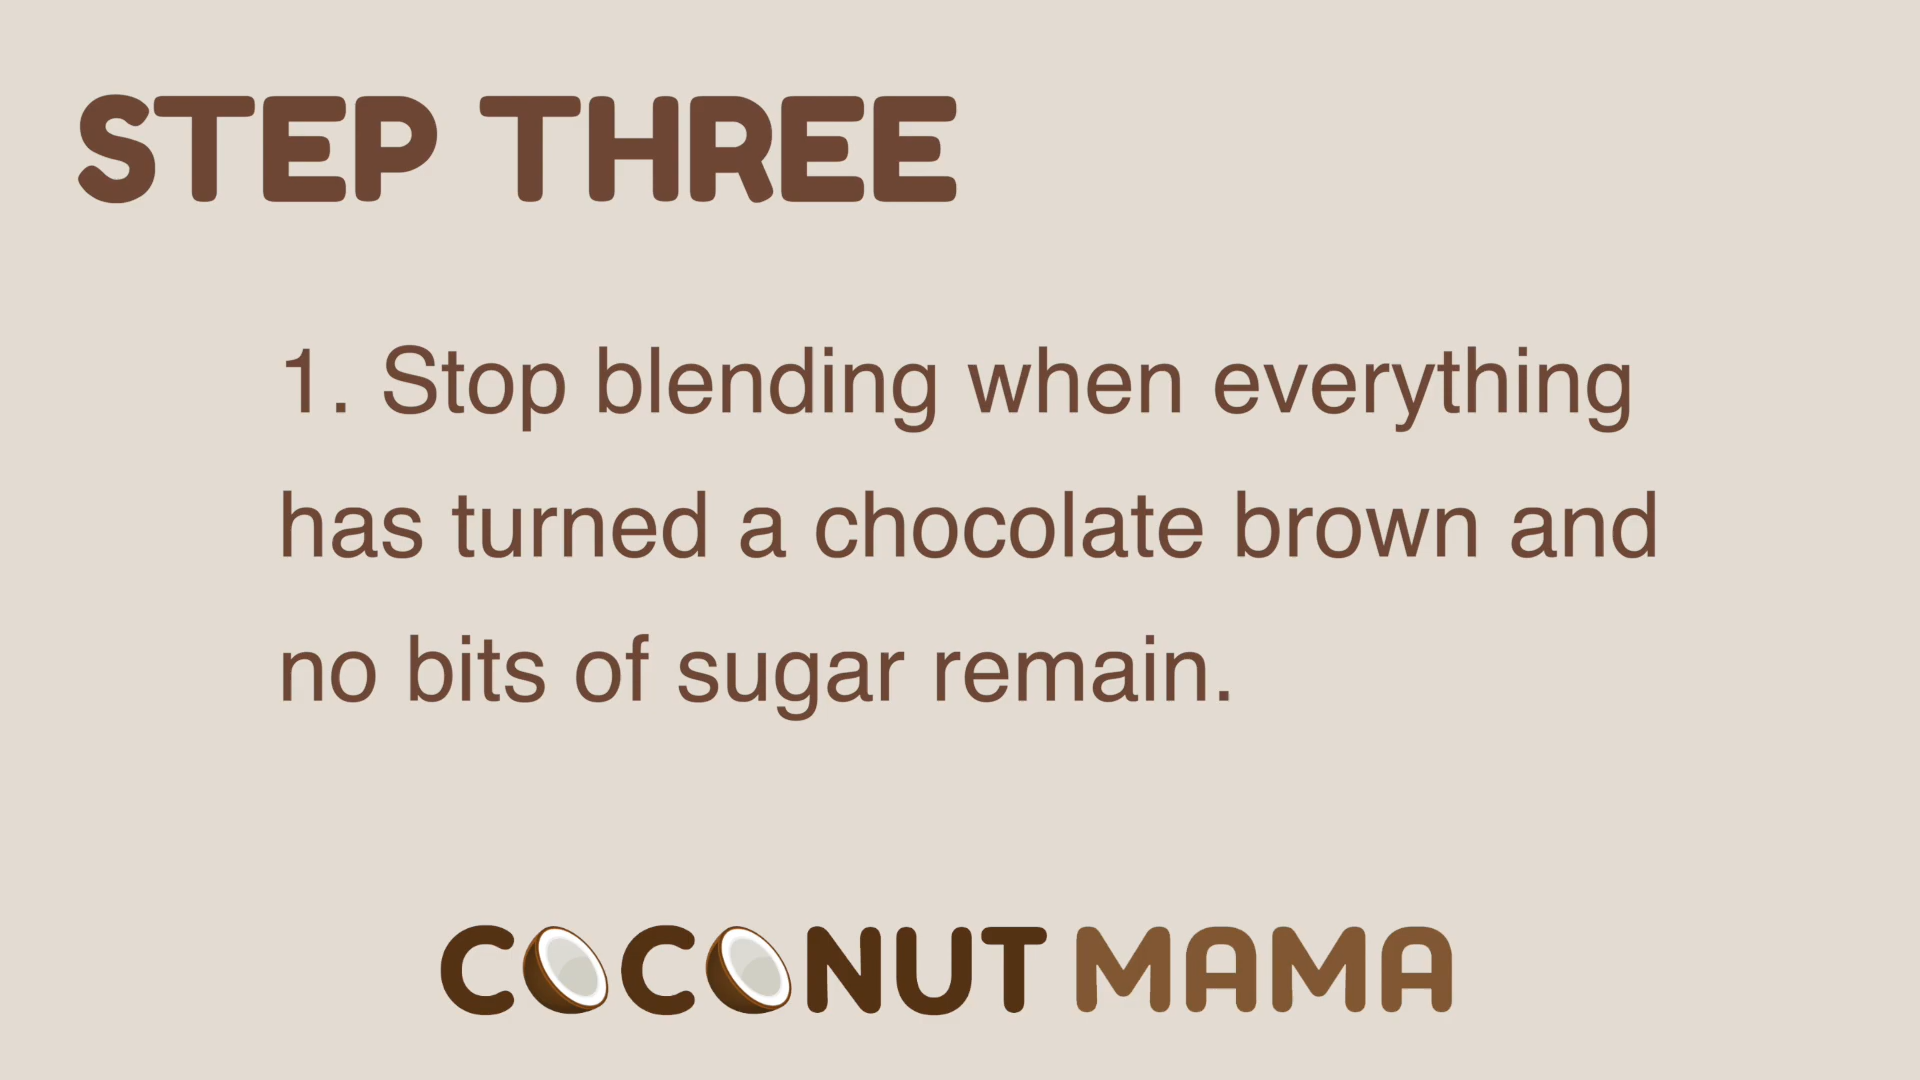 STEP THREE
1. Stop blending when everything
has turned a chocolate brown and
no bits of sugar remain.
COCONUT MAMA